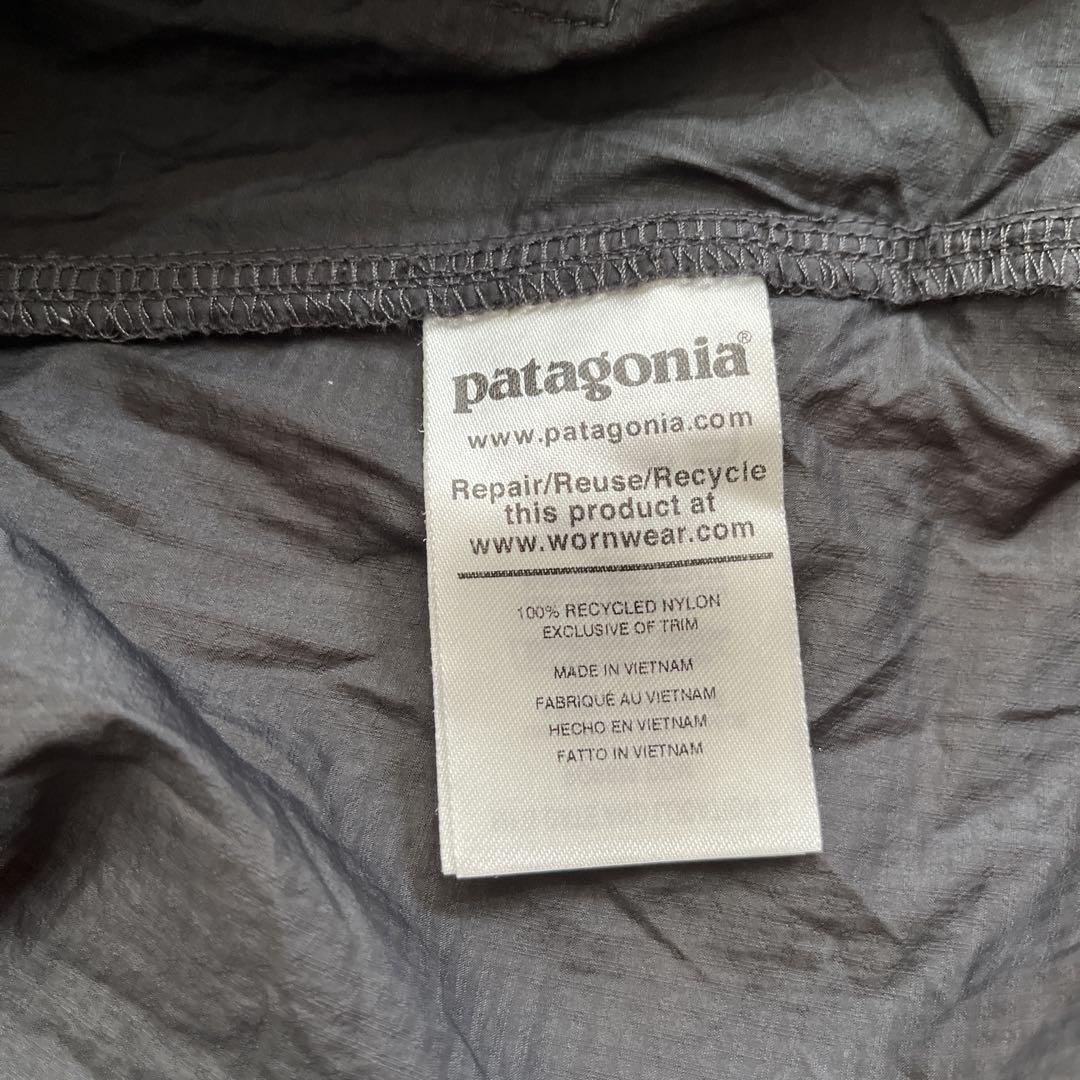 patagonia®
www.patagonia.com
Repair/Reuse/Recycle
this product at
www.wornwear.com
100% RECYCLED NYLON
EXCLUSIVE OF TRIM
MADE IN VIETNAM
FABRIQUÉ AU VIETNAM
HECHO EN VIETNAM
FATTO IN VIETNAM